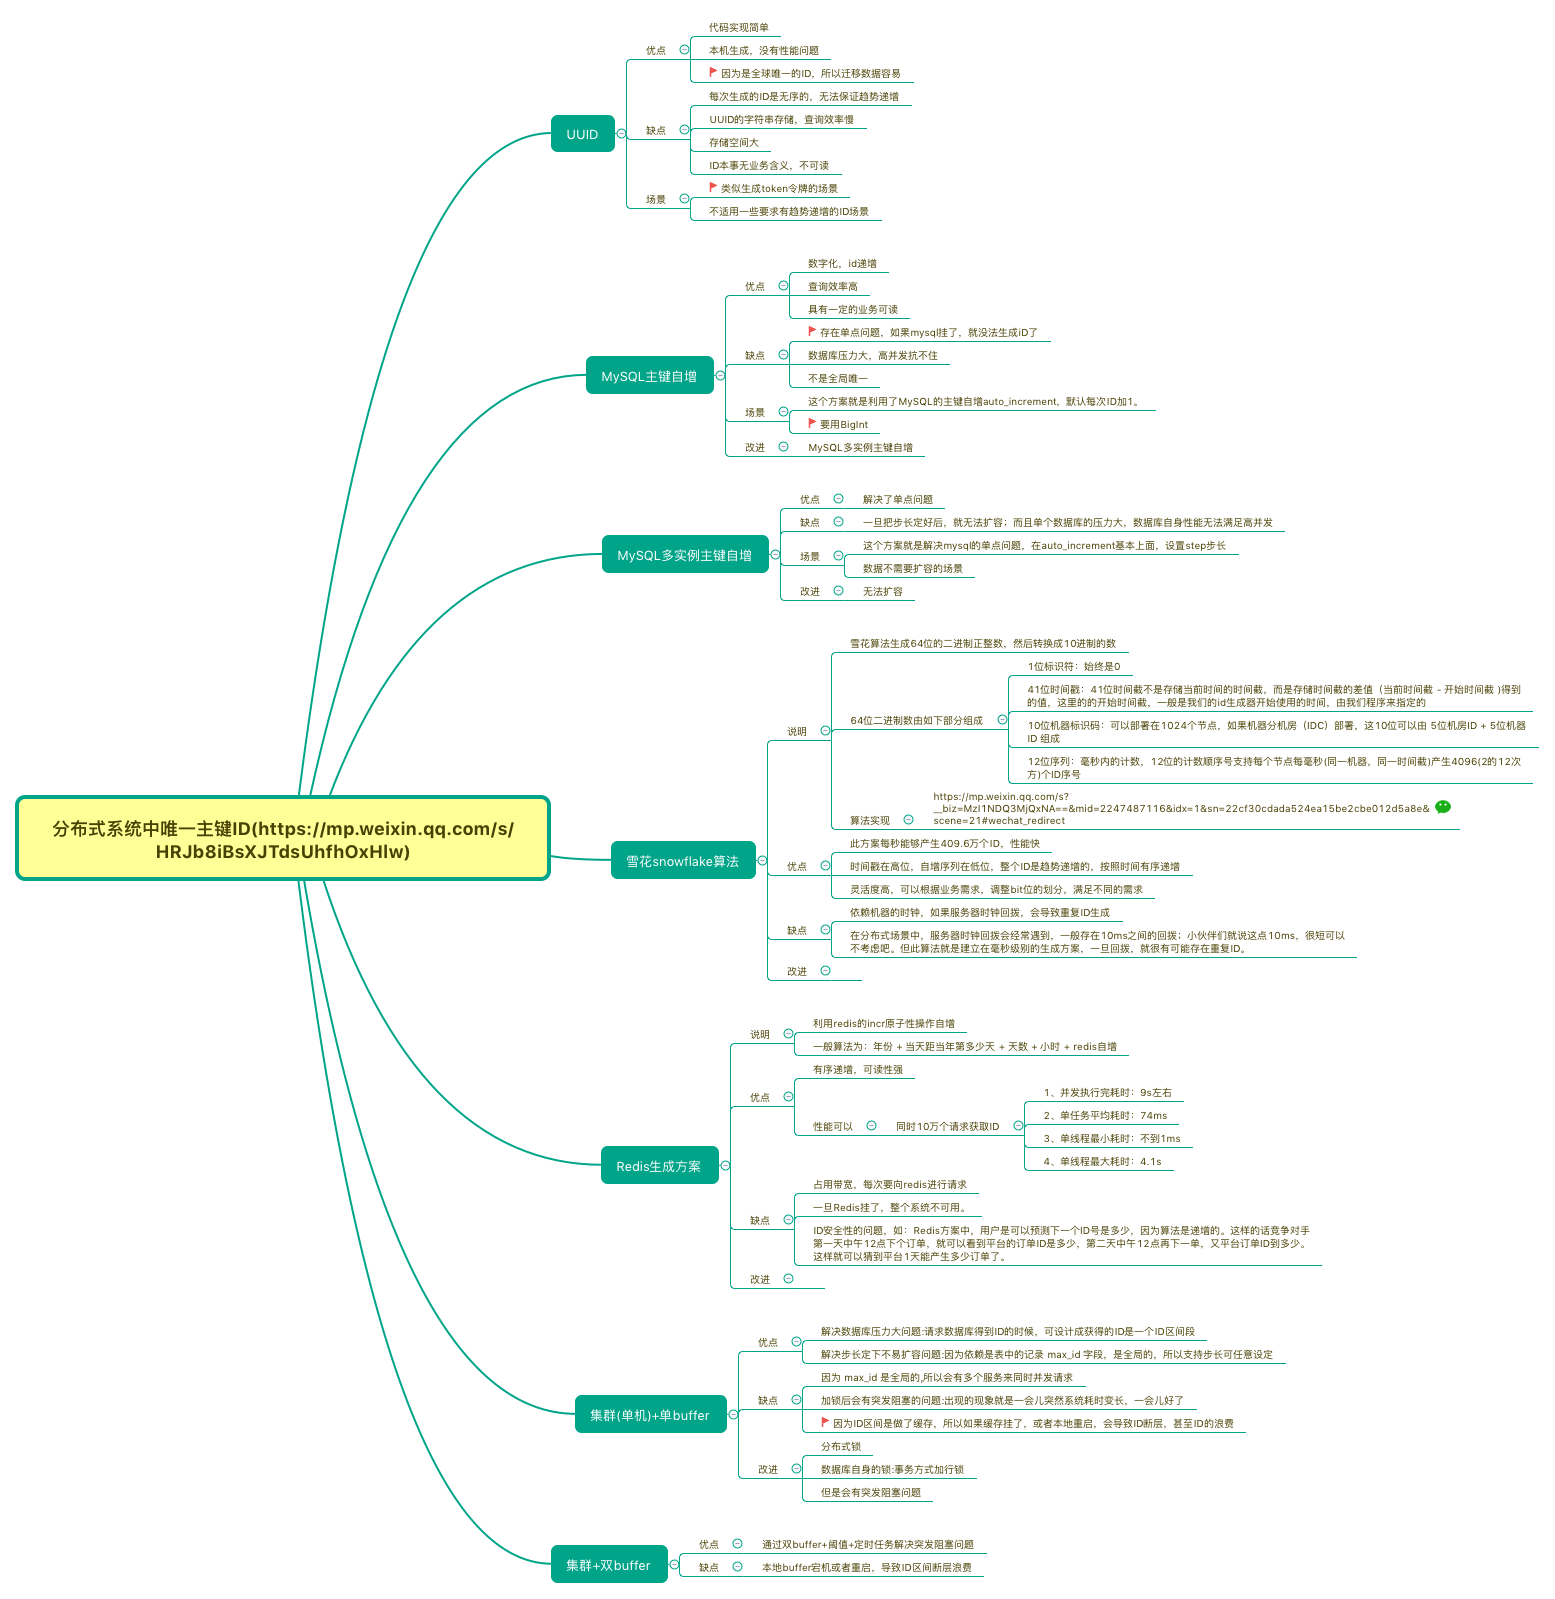 分布式系统中唯一主键ID(https://mp.weixin.qq.com/s/
HRJb8iBsXJTdsUhfhOxHIw)
UUID
优点
代码实现简单
本机生成，没有性能问题
因为是全球唯一的ID，所以迁移数据容易
缺点
每次生成的ID是无序的，无法保证趋势递增
UUID的字符串存储，查询效率慢
存储空间大
ID本事无业务含义，不可读
场景
类似生成token令牌的场景
不适用一些要求有趋势递增的ID场景
MySQL主键自增
优点
数字化，id递增
查询效率高
具有一定的业务可读
缺点
存在单点问题，如果mysql挂了，就没法生成iD了
数据库压力大，高并发抗不住
不是全局唯一
场景
这个方案就是利用了MySQL的主键自增auto_increment，默认每次ID加1。
要用BigInt
改进
MySQL多实例主键自增
MySQL多实例主键自增
优点
解决了单点问题
缺点
一旦把步长定好后，就无法扩容；而且单个数据库的压力大，数据库自身性能无法满足高并发
场景
这个方案就是解决mysql的单点问题，在auto_increment基本上面，设置step步长
数据不需要扩容的场景
改进
无法扩容
雪花snowflake算法
说明
雪花算法生成64位的二进制正整数，然后转换成10进制的数
64位二进制数由如下部分组成
1位标识符：始终是0
41位时间戳：41位时间截不是存储当前时间的时间截，而是存储时间截的差值（当前时间截 - 开始时间截 )得到
的值，这里的的开始时间截，一般是我们的id生成器开始使用的时间，由我们程序来指定的
10位机器标识码：可以部署在1024个节点，如果机器分机房（IDC）部署，这10位可以由 5位机房ID + 5位机器
ID 组成
12位序列：毫秒内的计数，12位的计数顺序号支持每个节点每毫秒(同一机器，同一时间截)产生4096(2的12次
方)个ID序号
算法实现
https://mp.weixin.qq.com/s?
__biz=MzI1NDQ3MjQxNA==&mid=2247487116&idx=1&sn=22cf30cdada524ea15be2cbe012d5a8e&
scene=21#wechat_redirect
优点
此方案每秒能够产生409.6万个ID，性能快
时间戳在高位，自增序列在低位，整个ID是趋势递增的，按照时间有序递增
灵活度高，可以根据业务需求，调整bit位的划分，满足不同的需求
缺点
依赖机器的时钟，如果服务器时钟回拨，会导致重复ID生成
在分布式场景中，服务器时钟回拨会经常遇到，一般存在10ms之间的回拨；小伙伴们就说这点10ms，很短可以
不考虑吧。但此算法就是建立在毫秒级别的生成方案，一旦回拨，就很有可能存在重复ID。
改进
Redis生成方案
说明
利用redis的incr原子性操作自增
一般算法为：年份 + 当天距当年第多少天 + 天数 + 小时 + redis自增
优点
有序递增，可读性强
性能可以
同时10万个请求获取ID
1、并发执行完耗时：9s左右
2、单任务平均耗时：74ms
3、单线程最小耗时：不到1ms
4、单线程最大耗时：4.1s
缺点
占用带宽，每次要向redis进行请求
一旦Redis挂了，整个系统不可用。
ID安全性的问题，如：Redis方案中，用户是可以预测下一个ID号是多少，因为算法是递增的。这样的话竞争对手
第一天中午12点下个订单，就可以看到平台的订单ID是多少，第二天中午12点再下一单，又平台订单ID到多少。
这样就可以猜到平台1天能产生多少订单了。
改进
集群(单机)+单buffer
优点
解决数据库压力大问题:请求数据库得到ID的时候，可设计成获得的ID是一个ID区间段
解决步长定下不易扩容问题:因为依赖是表中的记录 max_id 字段，是全局的，所以支持步长可任意设定
缺点
因为 max_id 是全局的,所以会有多个服务来同时并发请求
加锁后会有突发阻塞的问题:出现的现象就是一会儿突然系统耗时变长，一会儿好了
因为ID区间是做了缓存，所以如果缓存挂了，或者本地重启，会导致ID断层，甚至ID的浪费
改进
分布式锁
数据库自身的锁:事务方式加行锁
但是会有突发阻塞问题
集群+双buffer
优点
通过双buffer+阈值+定时任务解决突发阻塞问题
缺点
本地buffer宕机或者重启，导致ID区间断层浪费